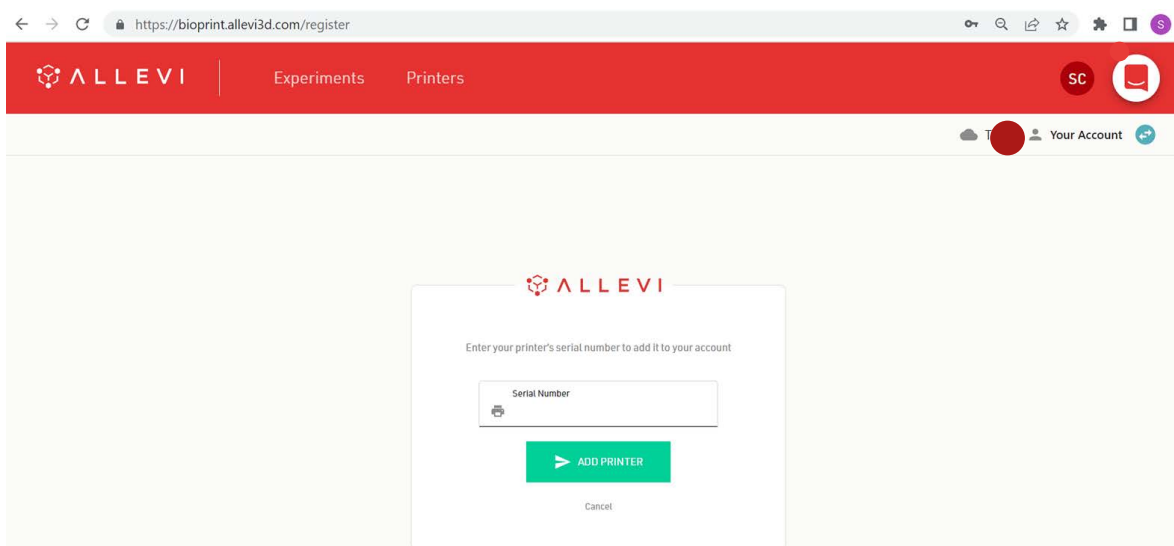 https://bioprint.allevi3d.com/register
S
ALLEVI
Experiments Printers
SC
Your Account
ALLEVI
Enter your printer's serial number to add it to your account
Serial Number
ADD PRINTER
Cancel